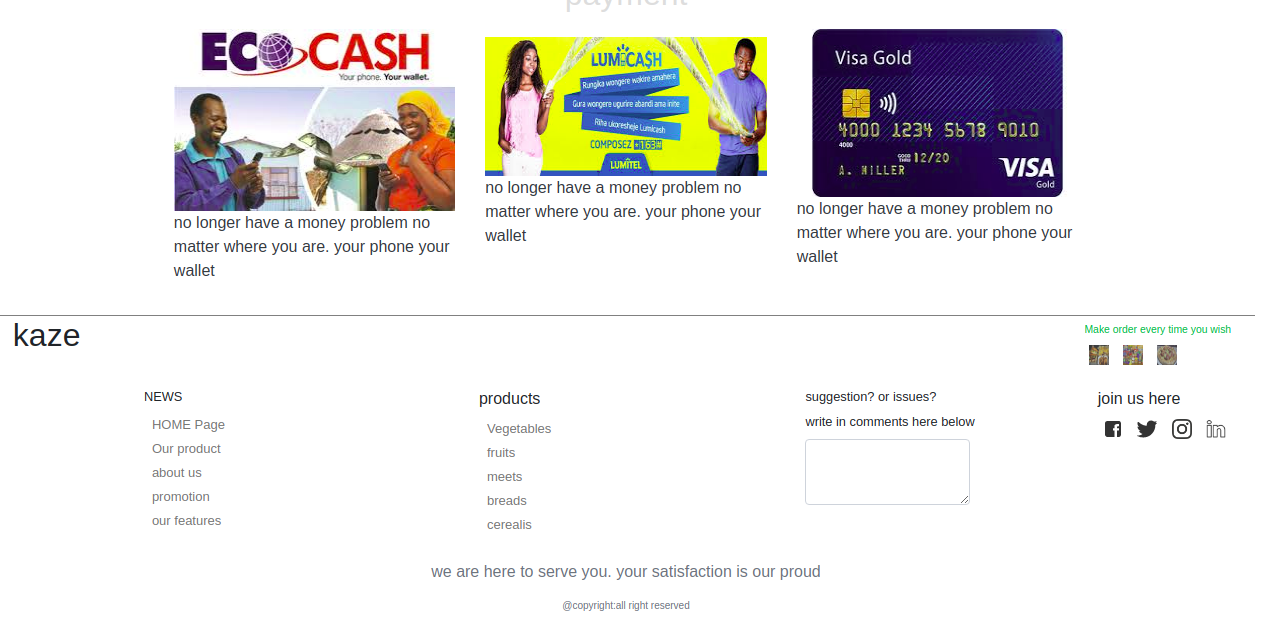 payment
ECOCASH
Your phone. Your wallet.
no longer have a money problem no
matter where you are. your phone your
wallet
LUMICASH
Rungika wongere wakire amahera
Gura wongere ugurire abandi ama inite
Riha ukoresheje Lumicash
COMPOSEZ *163#
LUMITEL
no longer have a money problem no
matter where you are. your phone your
wallet
Visa Gold
4000 1234 5678 9010
4000
GOOD
THRU 12/20
A. MILLER
VISA
Gold
no longer have a money problem no
matter where you are. your phone your
wallet
kaze
Make order every time you wish
NEWS
HOME Page
Our product
about us
promotion
our features
products
Vegetables
fruits
meets
breads
cerealis
suggestion? or issues?
write in comments here below
join us here
we are here to serve you. your satisfaction is our proud
@copyright:all right reserved